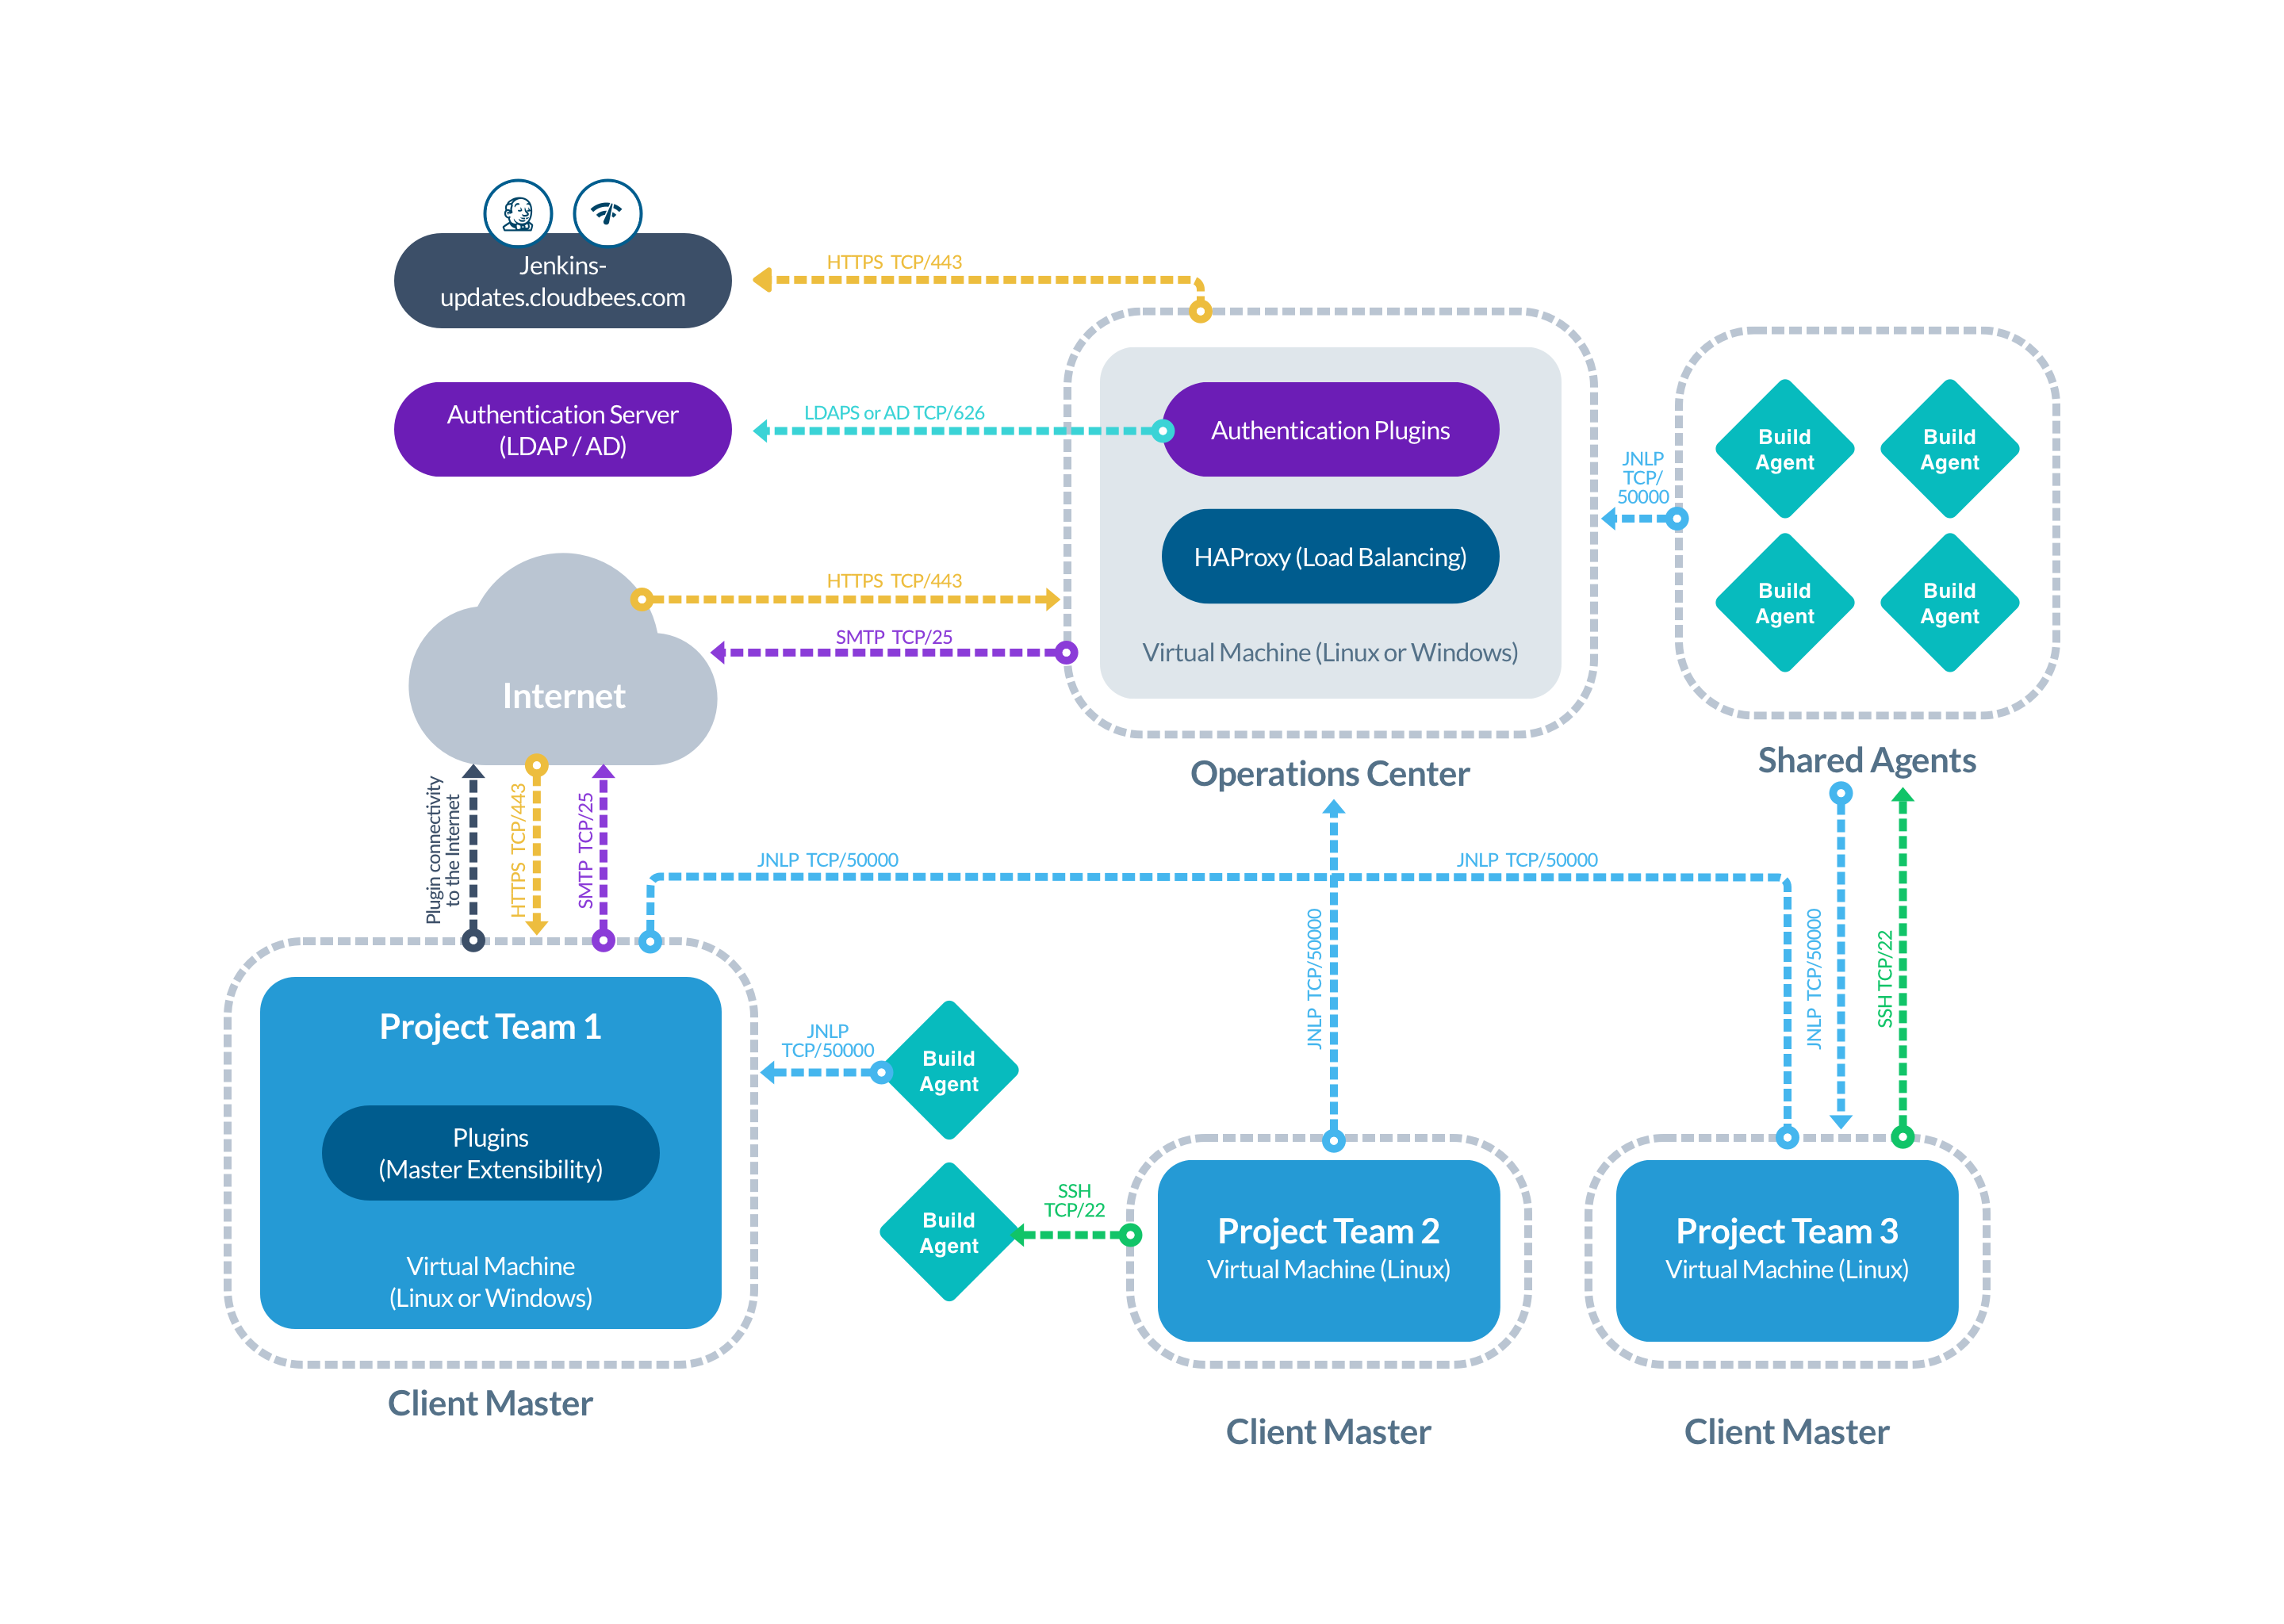 Jenkins-
updates.cloudbees.com
HTTPS TCP/443
Authentication Server
(LDAP / AD)
LDAPS or AD TCP/626
Authentication Plugins
HAProxy (Load Balancing)
Virtual Machine (Linux or Windows)
Operations Center
JNLP
TCP/
50000
Build
Agent
Build
Agent
Build
Agent
Build
Agent
Shared Agents
Internet
HTTPS TCP/443
SMTP TCP/25
Plugin connectivity
to the Internet
HTTPS TCP/443
SMTP TCP/25
JNLP TCP/50000
JNLP TCP/50000
JNLP TCP/50000
JNLP TCP/50000
SSH TCP/22
Project Team 1
Plugins
(Master Extensibility)
Virtual Machine
(Linux or Windows)
Client Master
JNLP
TCP/50000
Build
Agent
Build
Agent
SSH
TCP/22
Project Team 2
Virtual Machine (Linux)
Client Master
Project Team 3
Virtual Machine (Linux)
Client Master